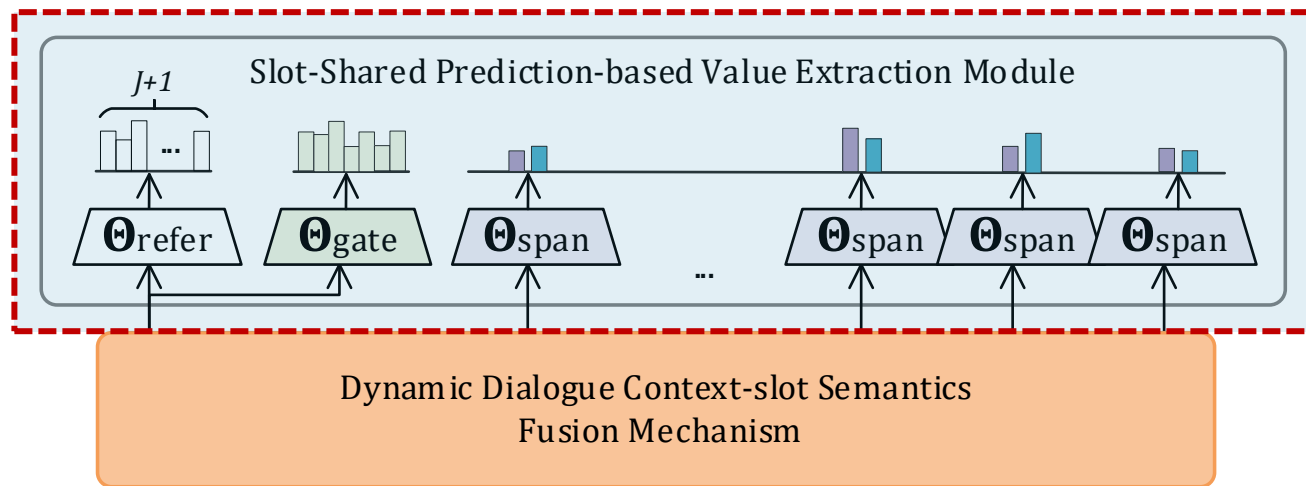 Slot-Shared Prediction-based Value Extraction Module
J+1
...
Θrefer
Θgate
Θspan
...
Θspan
Θspan
Θspan
Dynamic Dialogue Context-slot Semantics
Fusion Mechanism